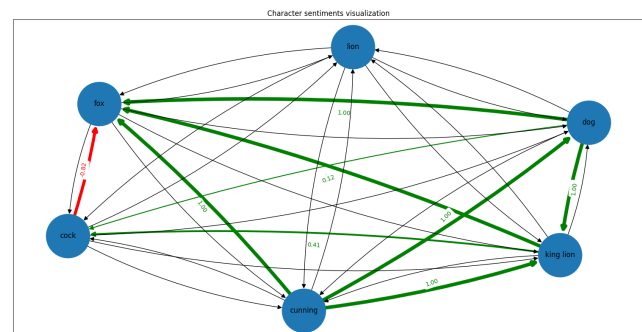 Character sentiments visualization
lion
fox
1.00
dog
-0.82
0.12
1.00
1.00
1.00
cock
0.41
king lion
1.00
cunning